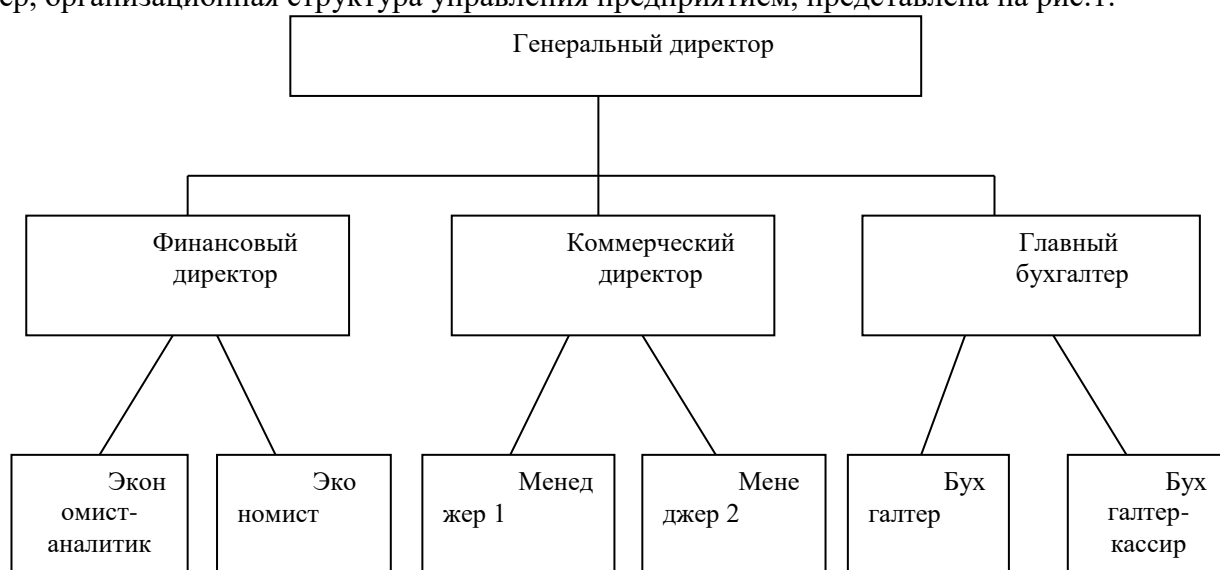 ер, организационная структура управления предприятием, представлена на рис.1.
Генеральный директор
Финансовый
директор
Коммерческий
директор
Главный
бухгалтер
Экон
омист-
аналитик
Эко
номист
Менед
жер 1
Мене
джер 2
Бух
галтер
Бух
галтер-
кассир